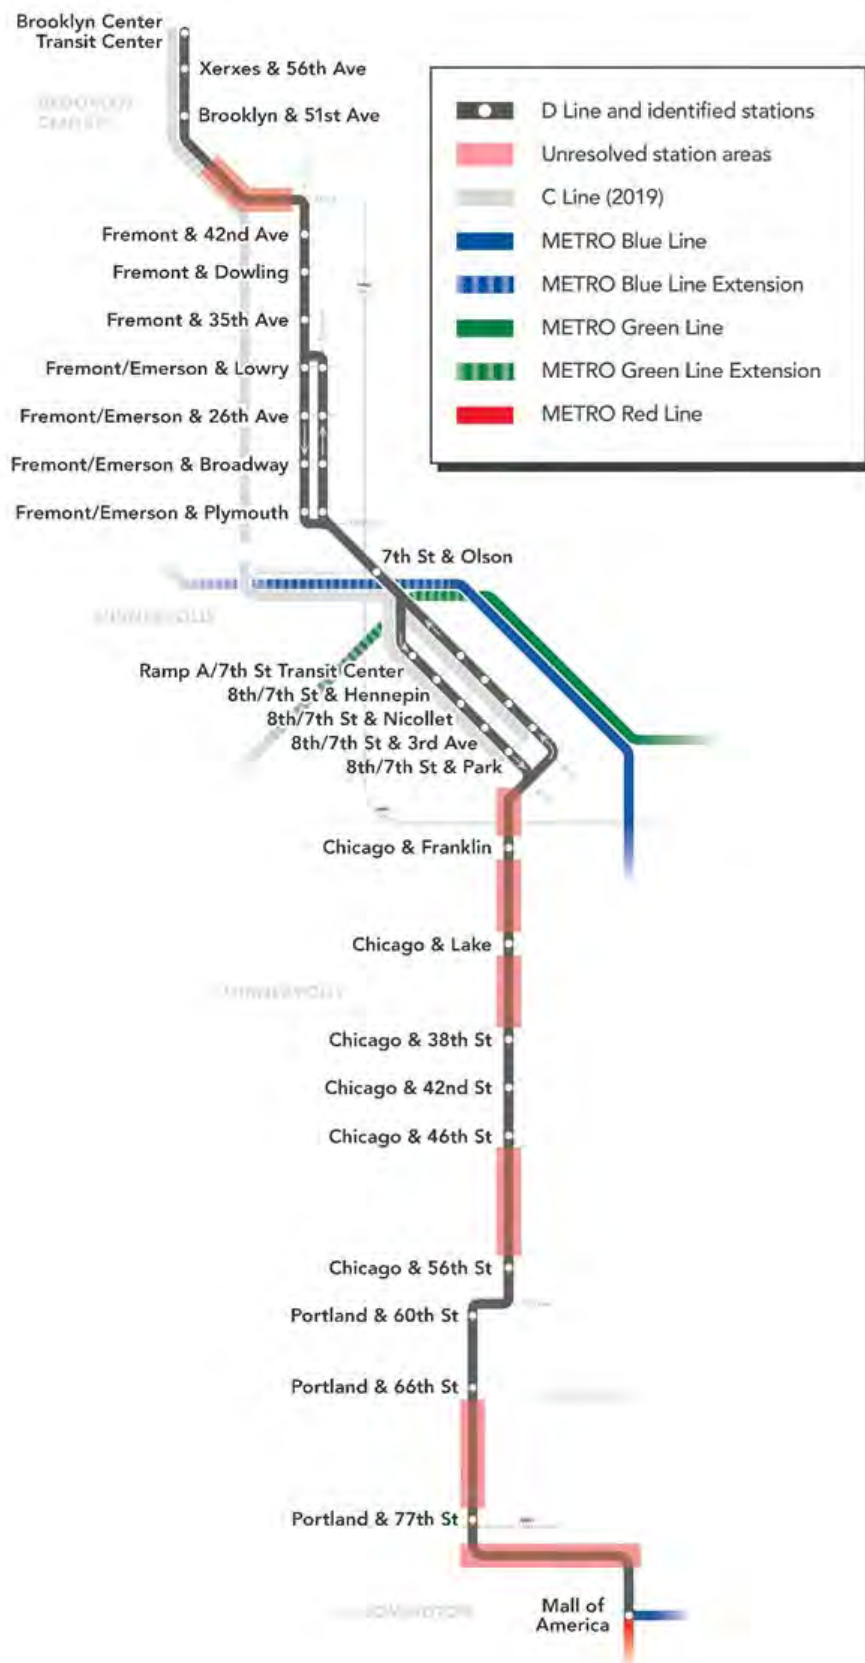 Brooklyn Center
Transit Center
Xerxes & 56th Ave
Brooklyn & 51st Ave
D Line and identified stations
Unresolved station areas
C Line (2019)
METRO Blue Line
METRO Blue Line Extension
METRO Green Line
METRO Green Line Extension
METRO Red Line
Fremont & 42nd Ave
Fremont & Dowling
Fremont & 35th Ave
Fremont/Emerson & Lowry
Fremont/Emerson & 26th Ave
Fremont/Emerson & Broadway
Fremont/Emerson & Plymouth
7th St & Olson
Ramp A/7th St Transit Center
8th/7th St & Hennepin
8th/7th St & Nicollet
8th/7th St & 3rd Ave
8th/7th St & Park
Chicago & Franklin
Chicago & Lake
Chicago & 38th St
Chicago & 42nd St
Chicago & 46th St
Chicago & 56th St
Portland & 60th St
Portland & 66th St
Portland & 77th St
Mall of
America